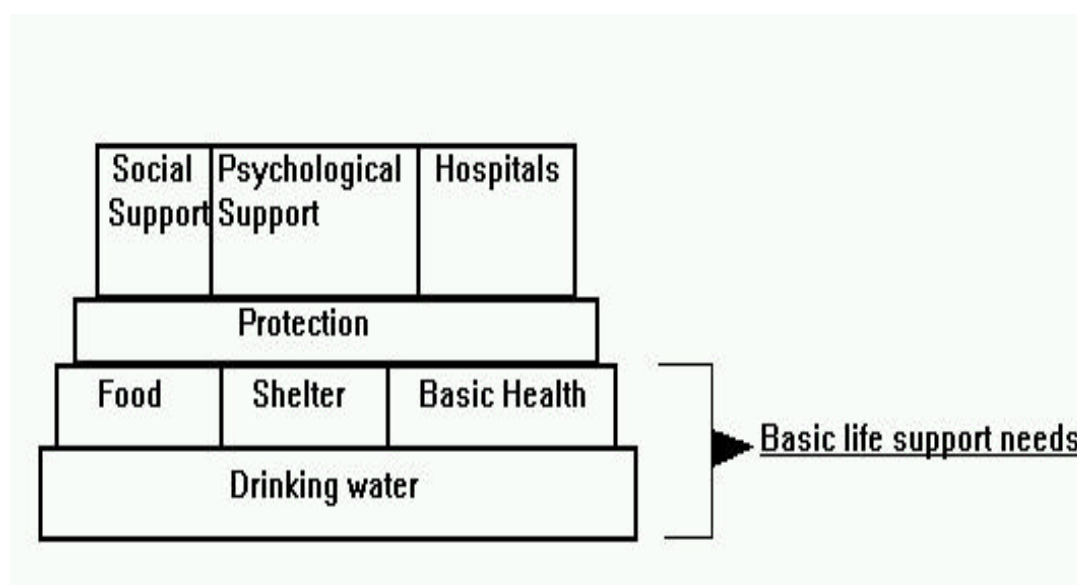 Social
Support
Psychological
Support
Hospitals
Protection
Food
Shelter
Basic Health
Drinking water
Basic life support needs